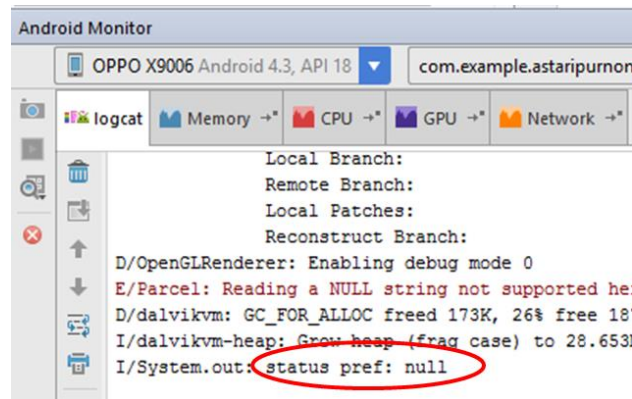 Android Monitor
OPPO X9006 Android 4.3, API 18
com.example.astaripurnon
logcat Memory CPU GPU Network
Local Branch:
Remote Branch:
Local Patches:
Reconstruct Branch:
D/OpenGLRenderer: Enabling debug mode 0
E/Parcel: Reading a NULL string not supported her
D/dalvikvm: GC_FOR_ALLOC freed 173K, 26% free 187
I/dalvikvm-heap: Grow heap (frag case) to 28.653M
I/System.out: status pref: null